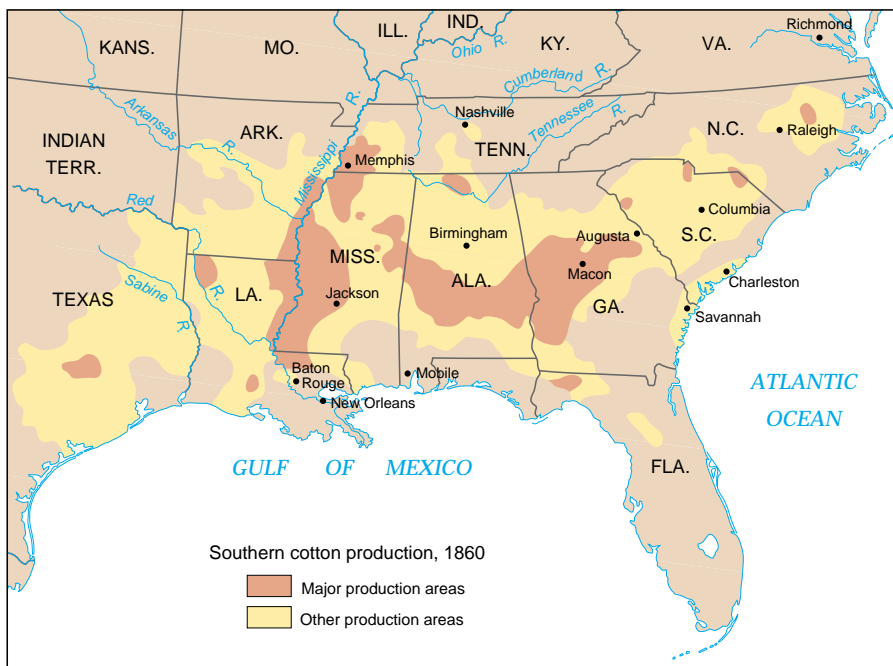 Richmond
KANS.
MO.
ILL.
IND.
Ohio R.
KY.
VA.
Cumberland R.
Arkansas R.
Mississippi R.
Nashville
Tennessee R.
N.C.
Raleigh
INDIAN
TERR.
ARK.
TENN.
Memphis
Red R.
Columbia
S.C.
Birmingham
Augusta
MISS.
ALA.
Macon
GA.
Charleston
Savannah
TEXAS
Sabine R.
LA.
Jackson
Baton
Rouge
Mobile
New Orleans
ATLANTIC
OCEAN
GULF OF MEXICO
FLA.
Southern cotton production, 1860
Major production areas
Other production areas